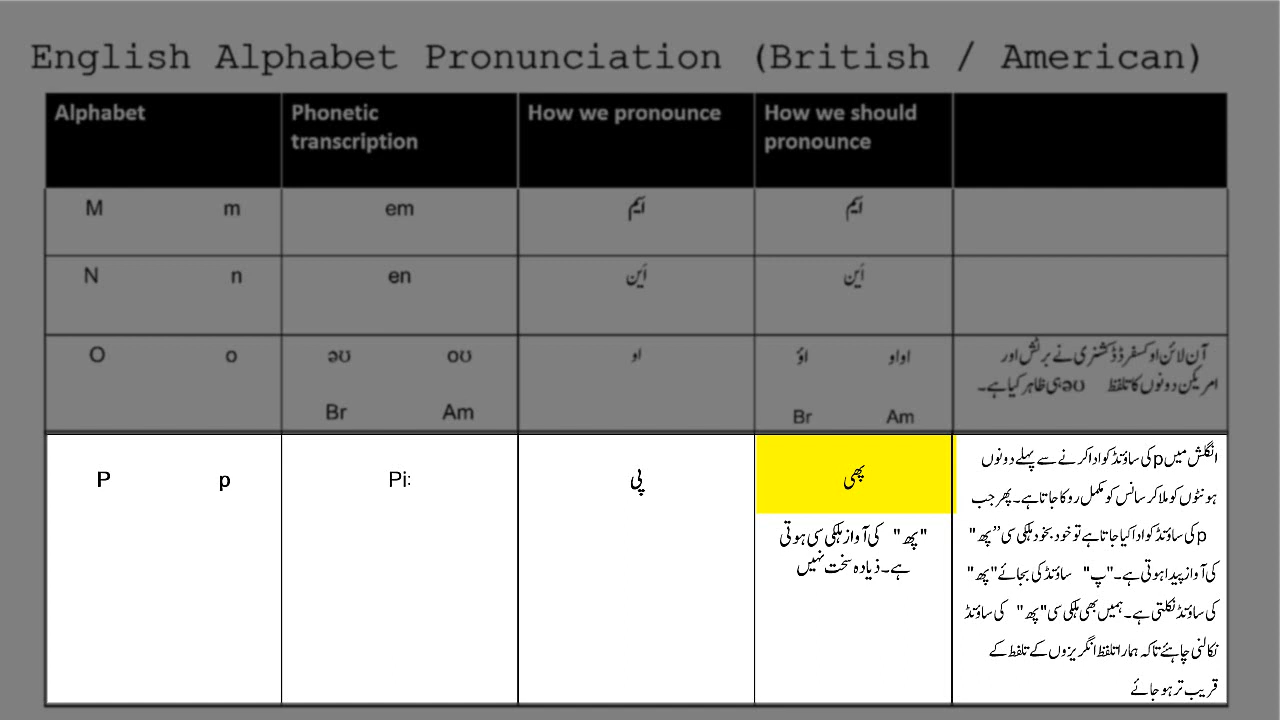 English Alphabet Pronunciation (British / American)
Alphabet
Phonetic
transcription
How we pronounce
How we should
pronounce
M m
em
ایم
ایم
N n
en
اَین
اَین
O o
əʊ oʊ
Br Am
او
اؤ اواو
Br Am
آن لائن اوکسفرڈ ڈکشنری نے برٹش اور
امریکن دونوں کا تلفظ əʊ ہی ظاہر کیا ہے۔
P p
Pi:
پی
پھی
"پھ" کی آواز ہلکی سی ہوتی
ہے۔ ذیادہ سخت نہیں
انگلش میں p کی ساؤنڈ کو ادا کرنے سے پہلے دونوں
ہونٹوں کو ملا کر سانس کو مکمل روکا جاتا ہے۔ پھر جب
p کی ساؤنڈ کو ادا کیا جاتا ہے تو خود بخود ہلکی سی ”پھ"
کی آواز پیدا ہوتی ہے۔ "پ" ساؤنڈ کی بجائے "پھ"
کی ساؤنڈ نکلتی ہے۔ ہمیں بھی ہلکی سی "پھ" کی ساؤنڈ
نکالنی چاہئے تاکہ ہمارا تلفظ انگریزوں کے تلفظ کے
قریب تر ہو جائے